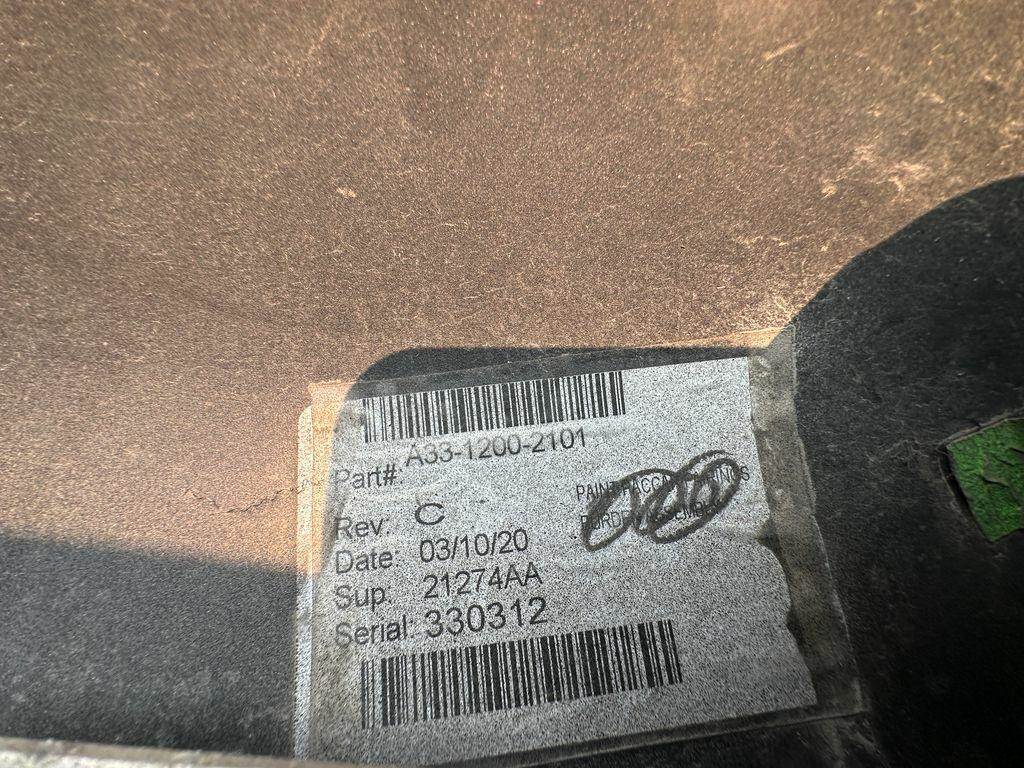 Part#: A33-1200-2101
Rev: C
Date: 03/10/20
Sup: 21274AA
Serial: 330312